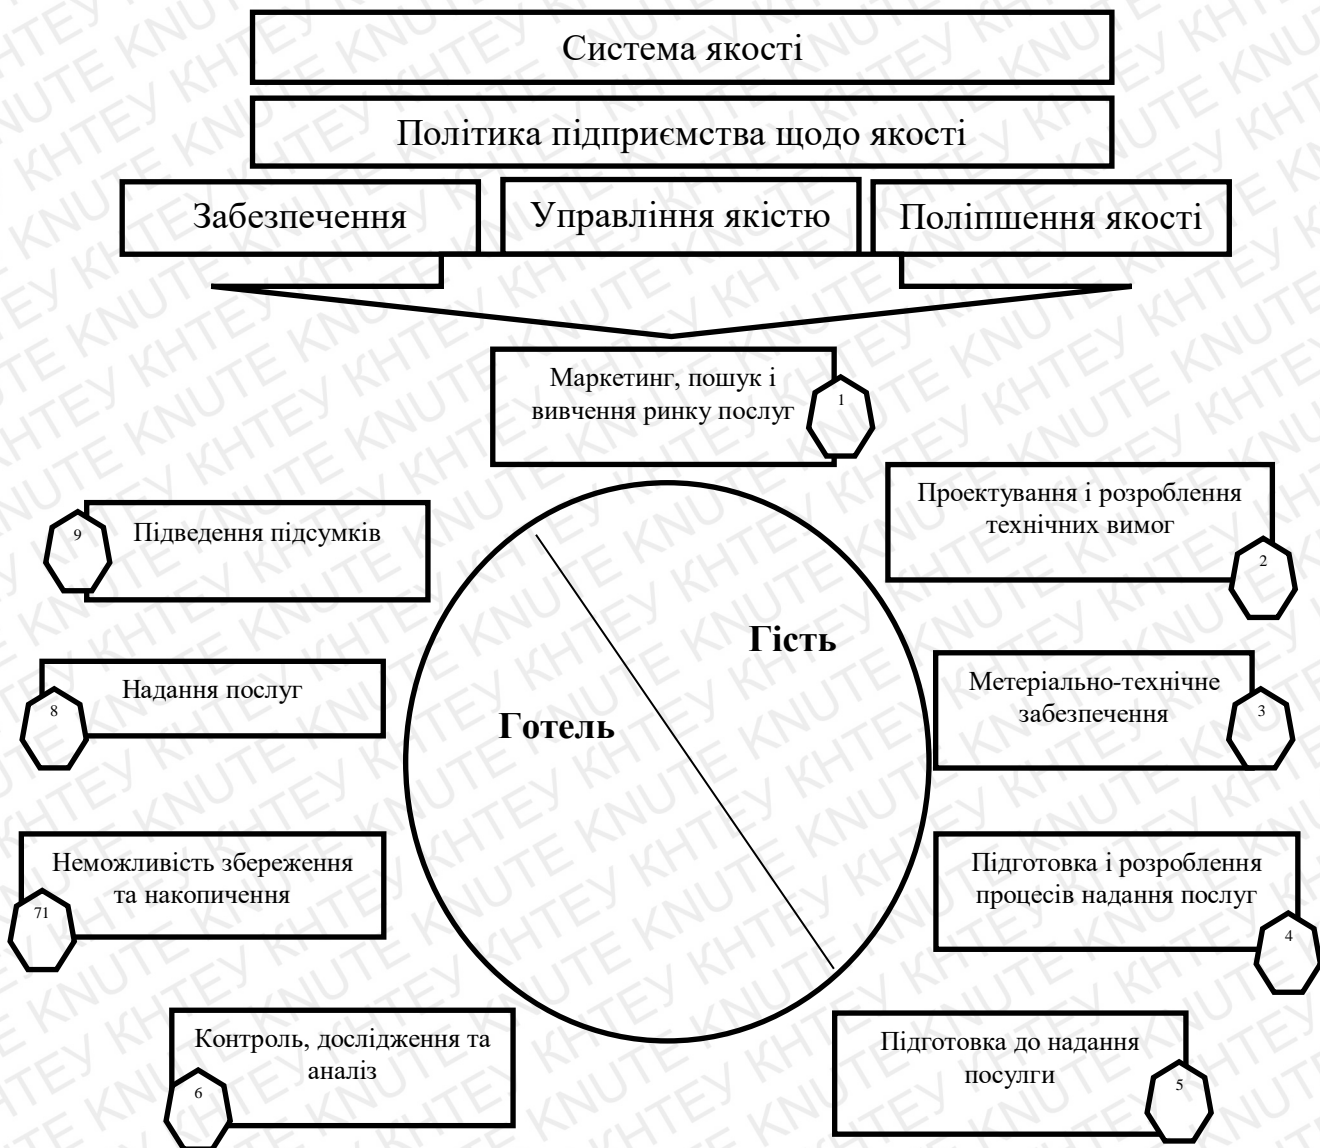 Система якості
Політика підприємства щодо якості
Забезпечення
Управління якістю
Поліпшення якості
Маркетинг, пошук і
вивчення ринку послуг
1
Проектування і розроблення
технічних вимог
2
Метеріально-технічне
забезпечення
3
Підготовка і розроблення
процесів надання послуг
4
Підготовка до надання
посулги
5
Контроль, дослідження та
аналіз
6
Неможливість збереження
та накопичення
71
Надання послуг
8
Підведення підсумків
9
Гість
Готель
КНТЕУ KNUTE